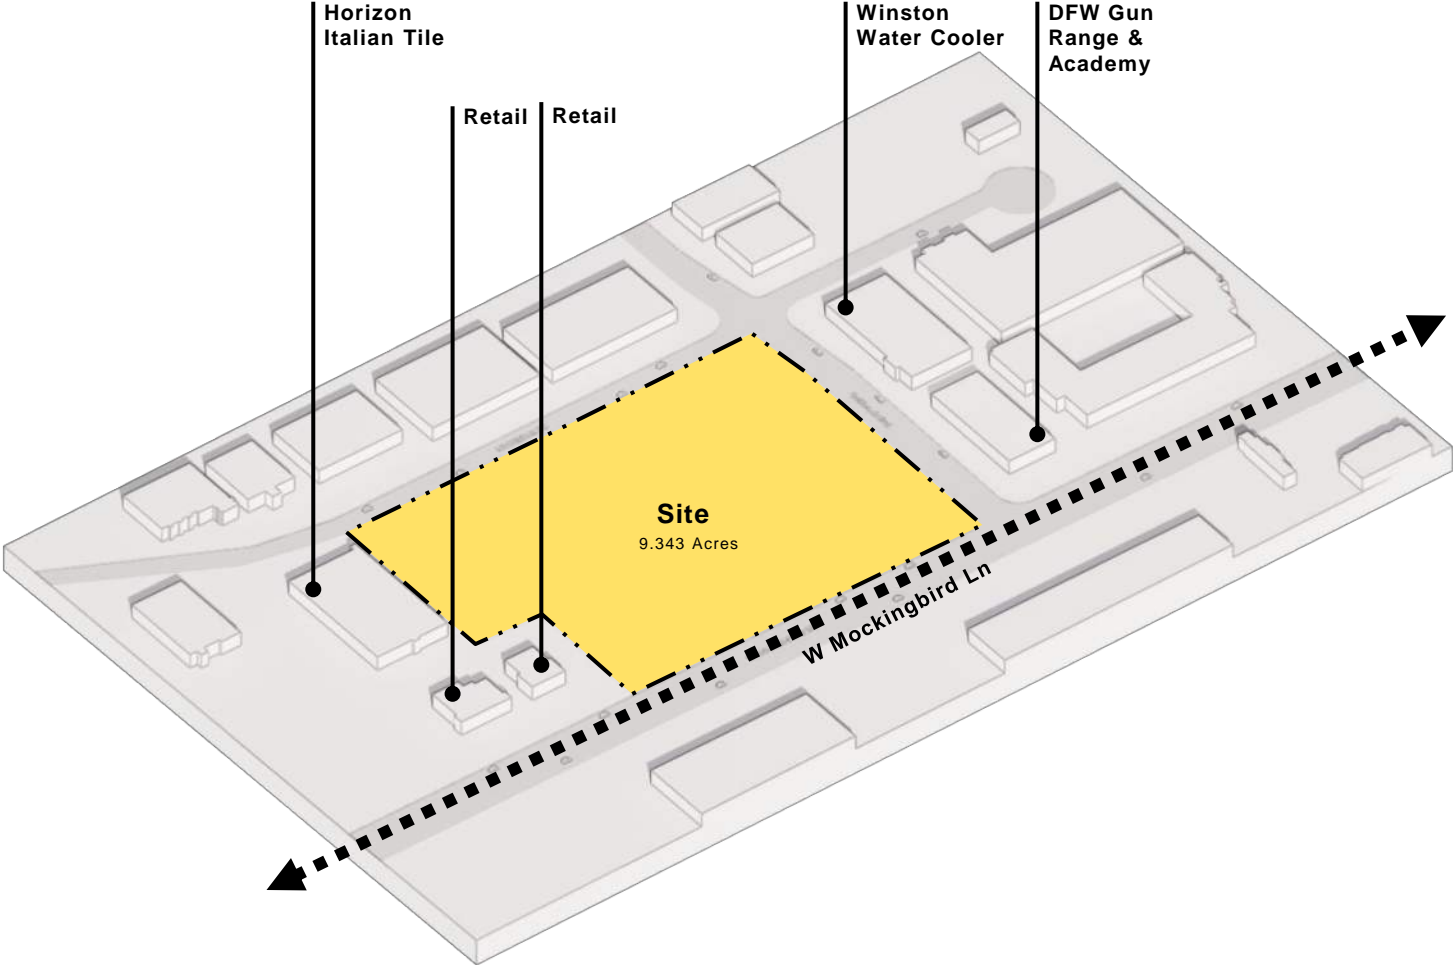 Horizon
Italian Tile
Winston
Water Cooler
DFW Gun
Range &
Academy
Retail
Retail
Site
9.343 Acres
W Mockingbird Ln